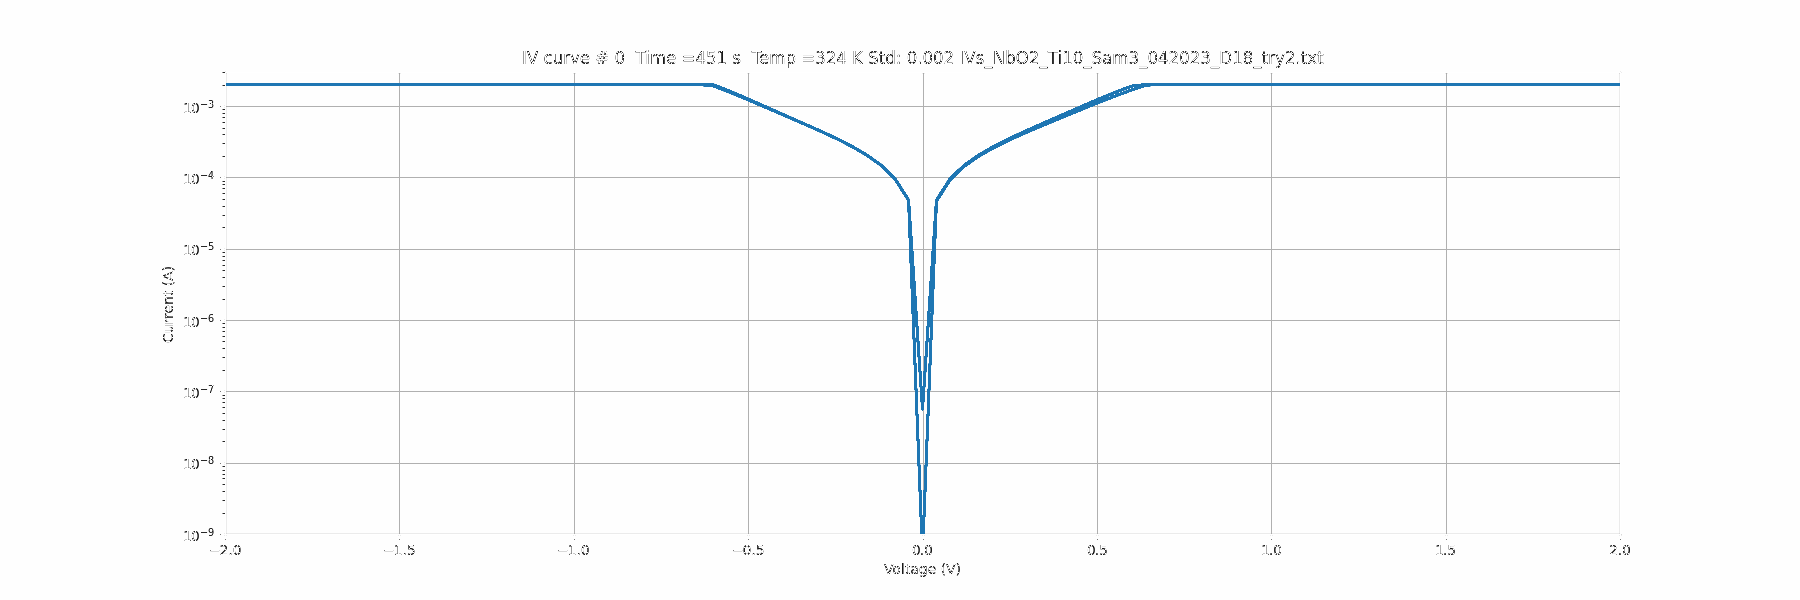 IV curve # 0  Time =451 s  Temp =324 K Std: 0.002 IVs_NbO2_Ti10_Sam3_042023_D18_try2.txt
10⁻³
10⁻⁴
10⁻⁵
10⁻⁶
10⁻⁷
10⁻⁸
10⁻⁹
Current (A)
−2.0 −1.5 −1.0 −0.5 0.0 0.5 1.0 1.5 2.0
Voltage (V)